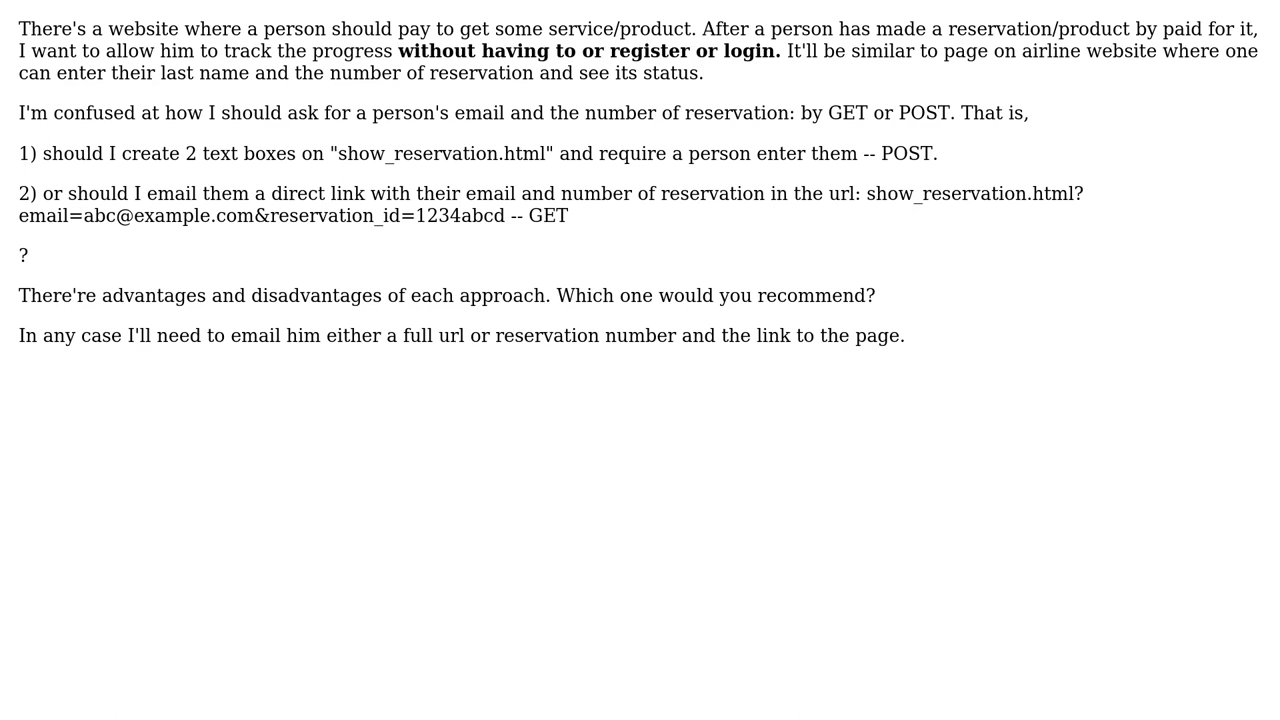 There's a website where a person should pay to get some service/product. After a person has made a reservation/product by paid for it,
I want to allow him to track the progress without having to or register or login. It'll be similar to page on airline website where one
can enter their last name and the number of reservation and see its status.
I'm confused at how I should ask for a person's email and the number of reservation: by GET or POST. That is,
1) should I create 2 text boxes on "show_reservation.html" and require a person enter them -- POST.
2) or should I email them a direct link with their email and number of reservation in the url: show_reservation.html?
email=abc@example.com&reservation_id=1234abcd -- GET
?
There're advantages and disadvantages of each approach. Which one would you recommend?
In any case I'll need to email him either a full url or reservation number and the link to the page.